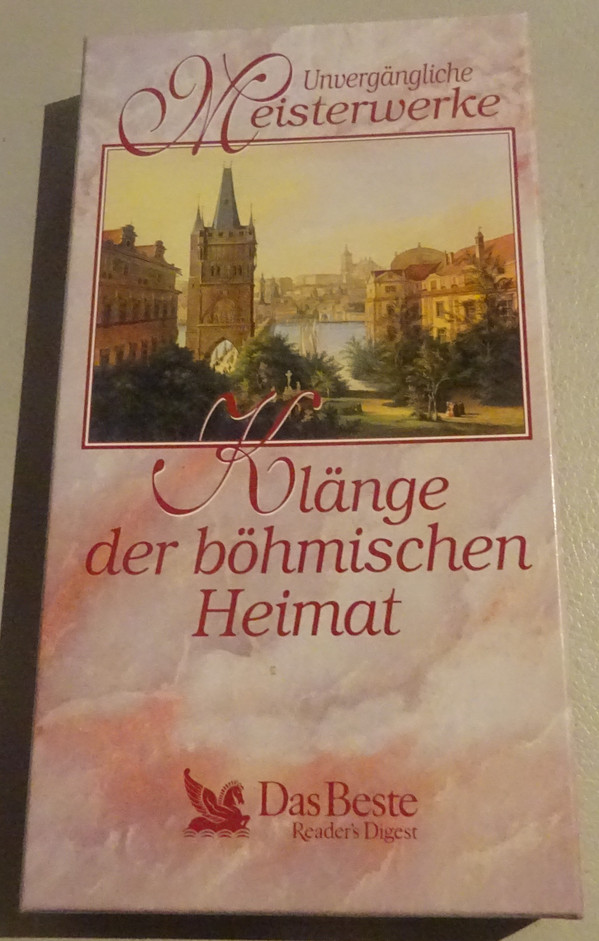 Unvergängliche
Meisterwerke
Klänge
der böhmischen
Heimat
Das Beste
Reader's Digest